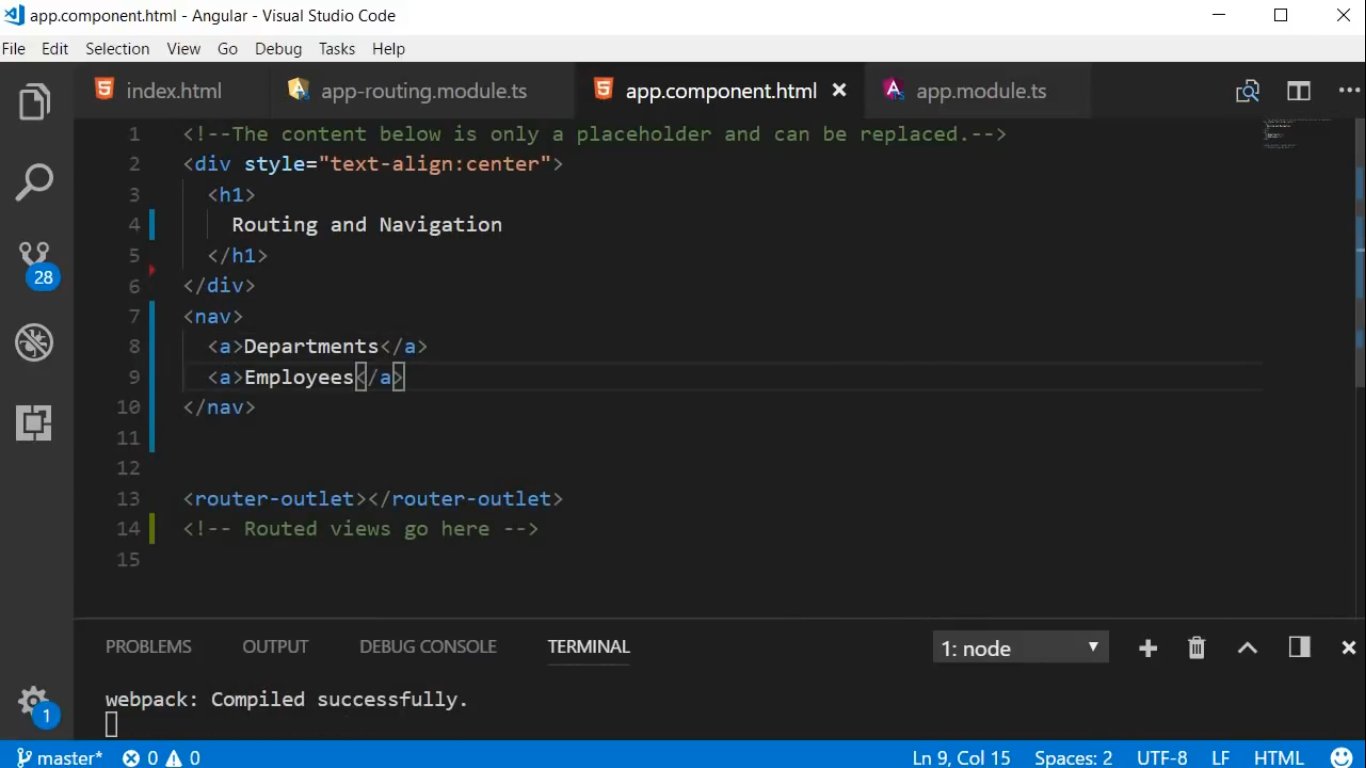 app.component.html - Angular - Visual Studio Code
File Edit Selection View Go Debug Tasks Help
index.html app-routing.module.ts app.component.html app.module.ts
1 <!--The content below is only a placeholder and can be replaced.-->
2 <div style="text-align:center">
3 <h1>
4 Routing and Navigation
5 </h1>
6 </div>
7 <nav>
8 <a>Departments</a>
9 <a>Employees</a>
10 </nav>
11
12
13 <router-outlet></router-outlet>
14 <!-- Routed views go here -->
15
28
PROBLEMS OUTPUT DEBUG CONSOLE TERMINAL 1: node
webpack: Compiled successfully.
1
master* 0 0 Ln 9, Col 15 Spaces: 2 UTF-8 LF HTML